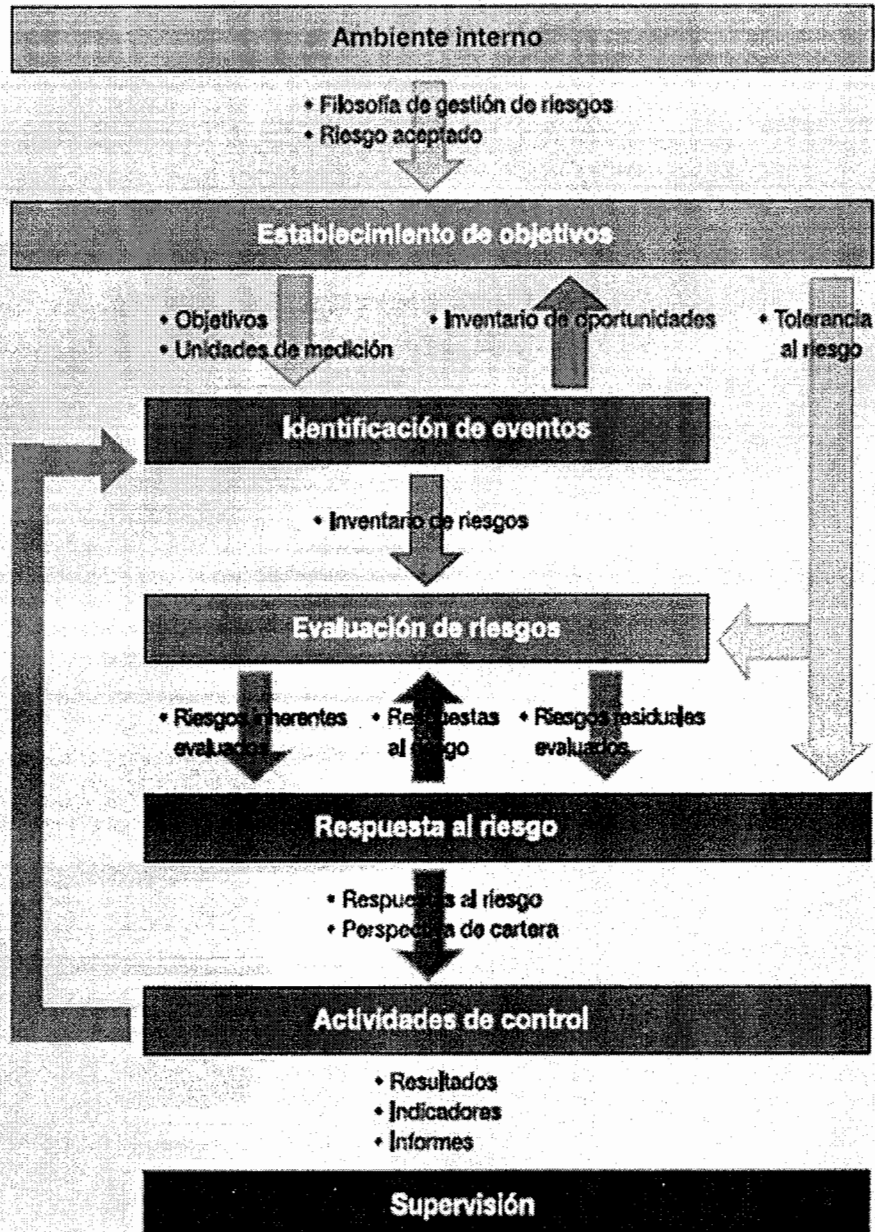 Ambiente interno
• Filosofía de gestión de riesgos
• Riesgo aceptado
Establecimiento de objetivos
• Objetivos
• Unidades de medición
• Inventario de oportunidades
• Tolerancia
al riesgo
Identificación de eventos
• Inventario de riesgos
Evaluación de riesgos
• Riesgos inherentes
evaluados
• Respuestas
al riesgo
• Riesgos residuales
evaluados
Respuesta al riesgo
• Respuestas al riesgo
• Perspectiva de cartera
Actividades de control
• Resultados
• Indicadores
• Informes
Supervisión